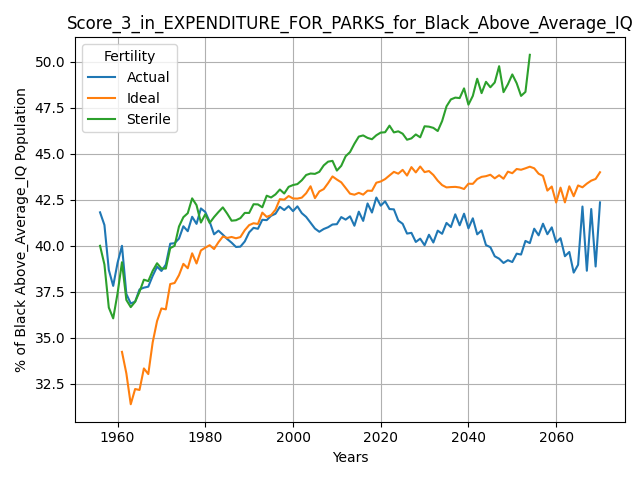 Score_3_in_EXPENDITURE_FOR_PARKS_for_Black_Above_Average_IQ
Fertility
Actual
Ideal
Sterile
% of Black Above_Average_IQ Population
50.0
47.5
45.0
42.5
40.0
37.5
35.0
32.5
1960 1980 2000 2020 2040 2060
Years